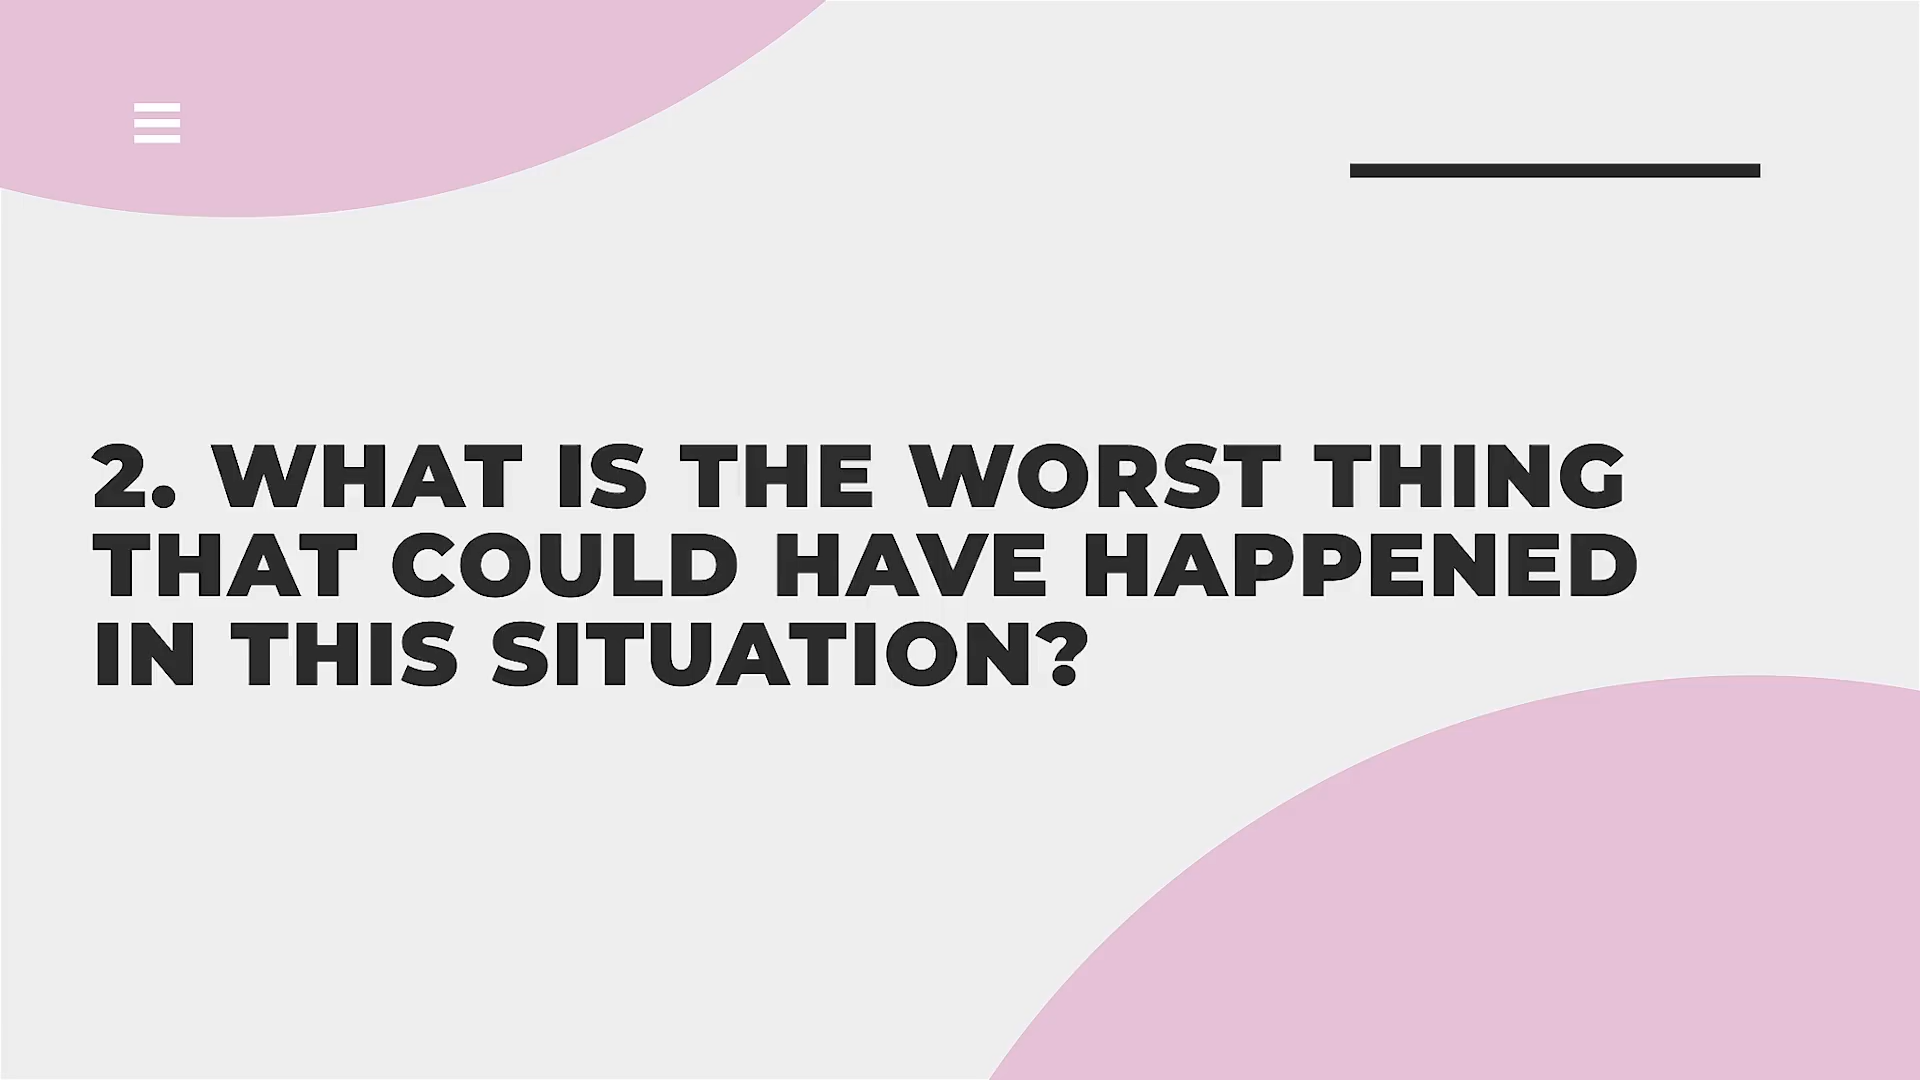 2. WHAT IS THE WORST THING
THAT COULD HAVE HAPPENED
IN THIS SITUATION?